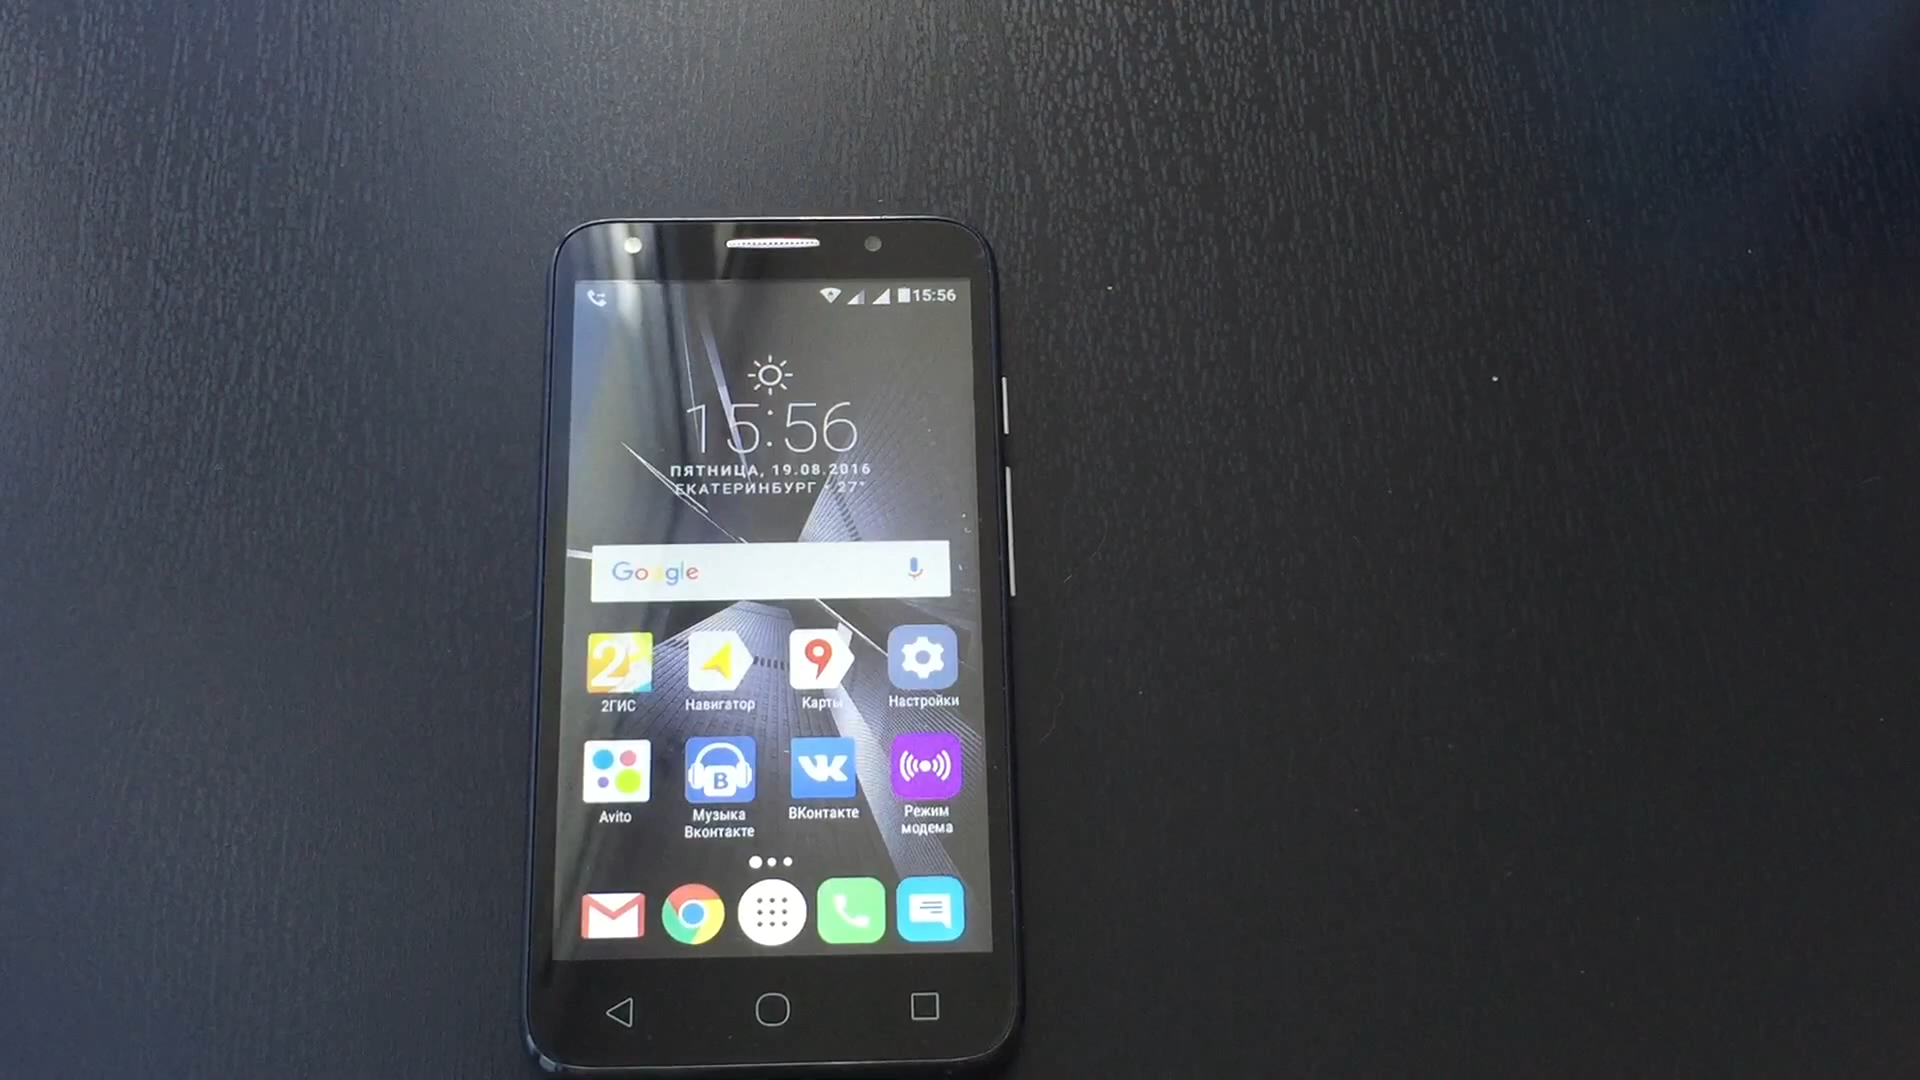 15:56
15:56
ПЯТНИЦА, 19.08.2016
ЕКАТЕРИНБУРГ • 27°
Google
2ГИС
Навигатор
Карты
Настройки
Avito
Музыка
Вконтакте
ВКонтакте
Режим
модема